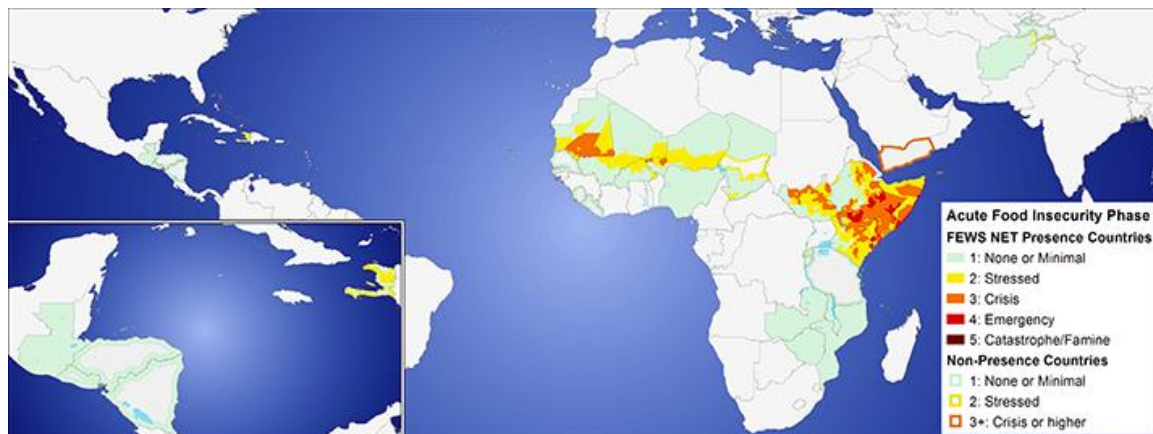 Acute Food Insecurity Phase
FEWS NET Presence Countries
1: None or Minimal
2: Stressed
3: Crisis
4: Emergency
5: Catastrophe/Famine
Non-Presence Countries
1: None or Minimal
2: Stressed
3+: Crisis or higher